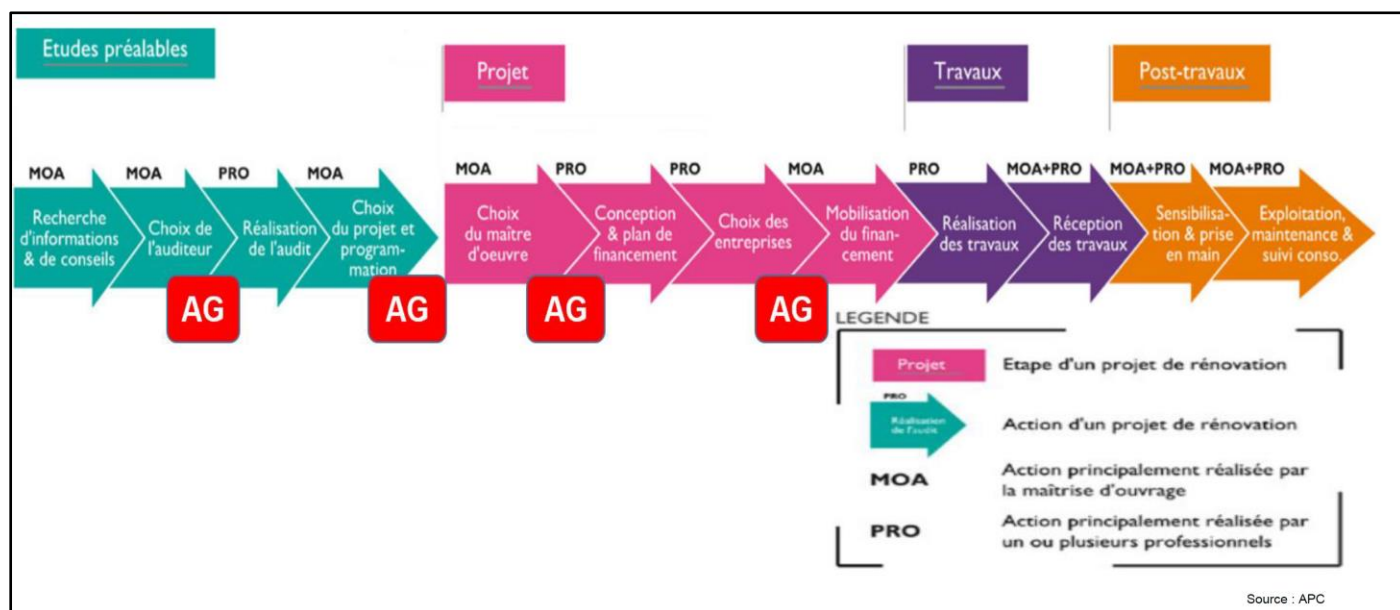 Etudes préalables
Projet
Travaux
Post-travaux
MOA
Recherche
d'informations
& de conseils
MOA
Choix de
l'auditeur
PRO
Réalisation
de l'audit
MOA
Choix
du projet et
program-
mation
MOA
Choix
du maître
d'oeuvre
PRO
Conception
& plan de
financement
PRO
Choix des
entreprises
MOA
Mobilisation
du finan-
cement
PRO
Réalisation
des travaux
MOA+PRO
Réception
des travaux
MOA+PRO
Sensibilisa-
tion & prise
en main
MOA+PRO
Exploitation,
maintenance &
suivi conso.
AG
AG
AG
AG
LEGENDE
Projet
Etape d'un projet de rénovation
PRO
Réalisation
de l'audit
Action d'un projet de rénovation
MOA
Action principalement réalisée par
la maîtrise d'ouvrage
PRO
Action principalement réalisée par
un ou plusieurs professionnels
Source : APC